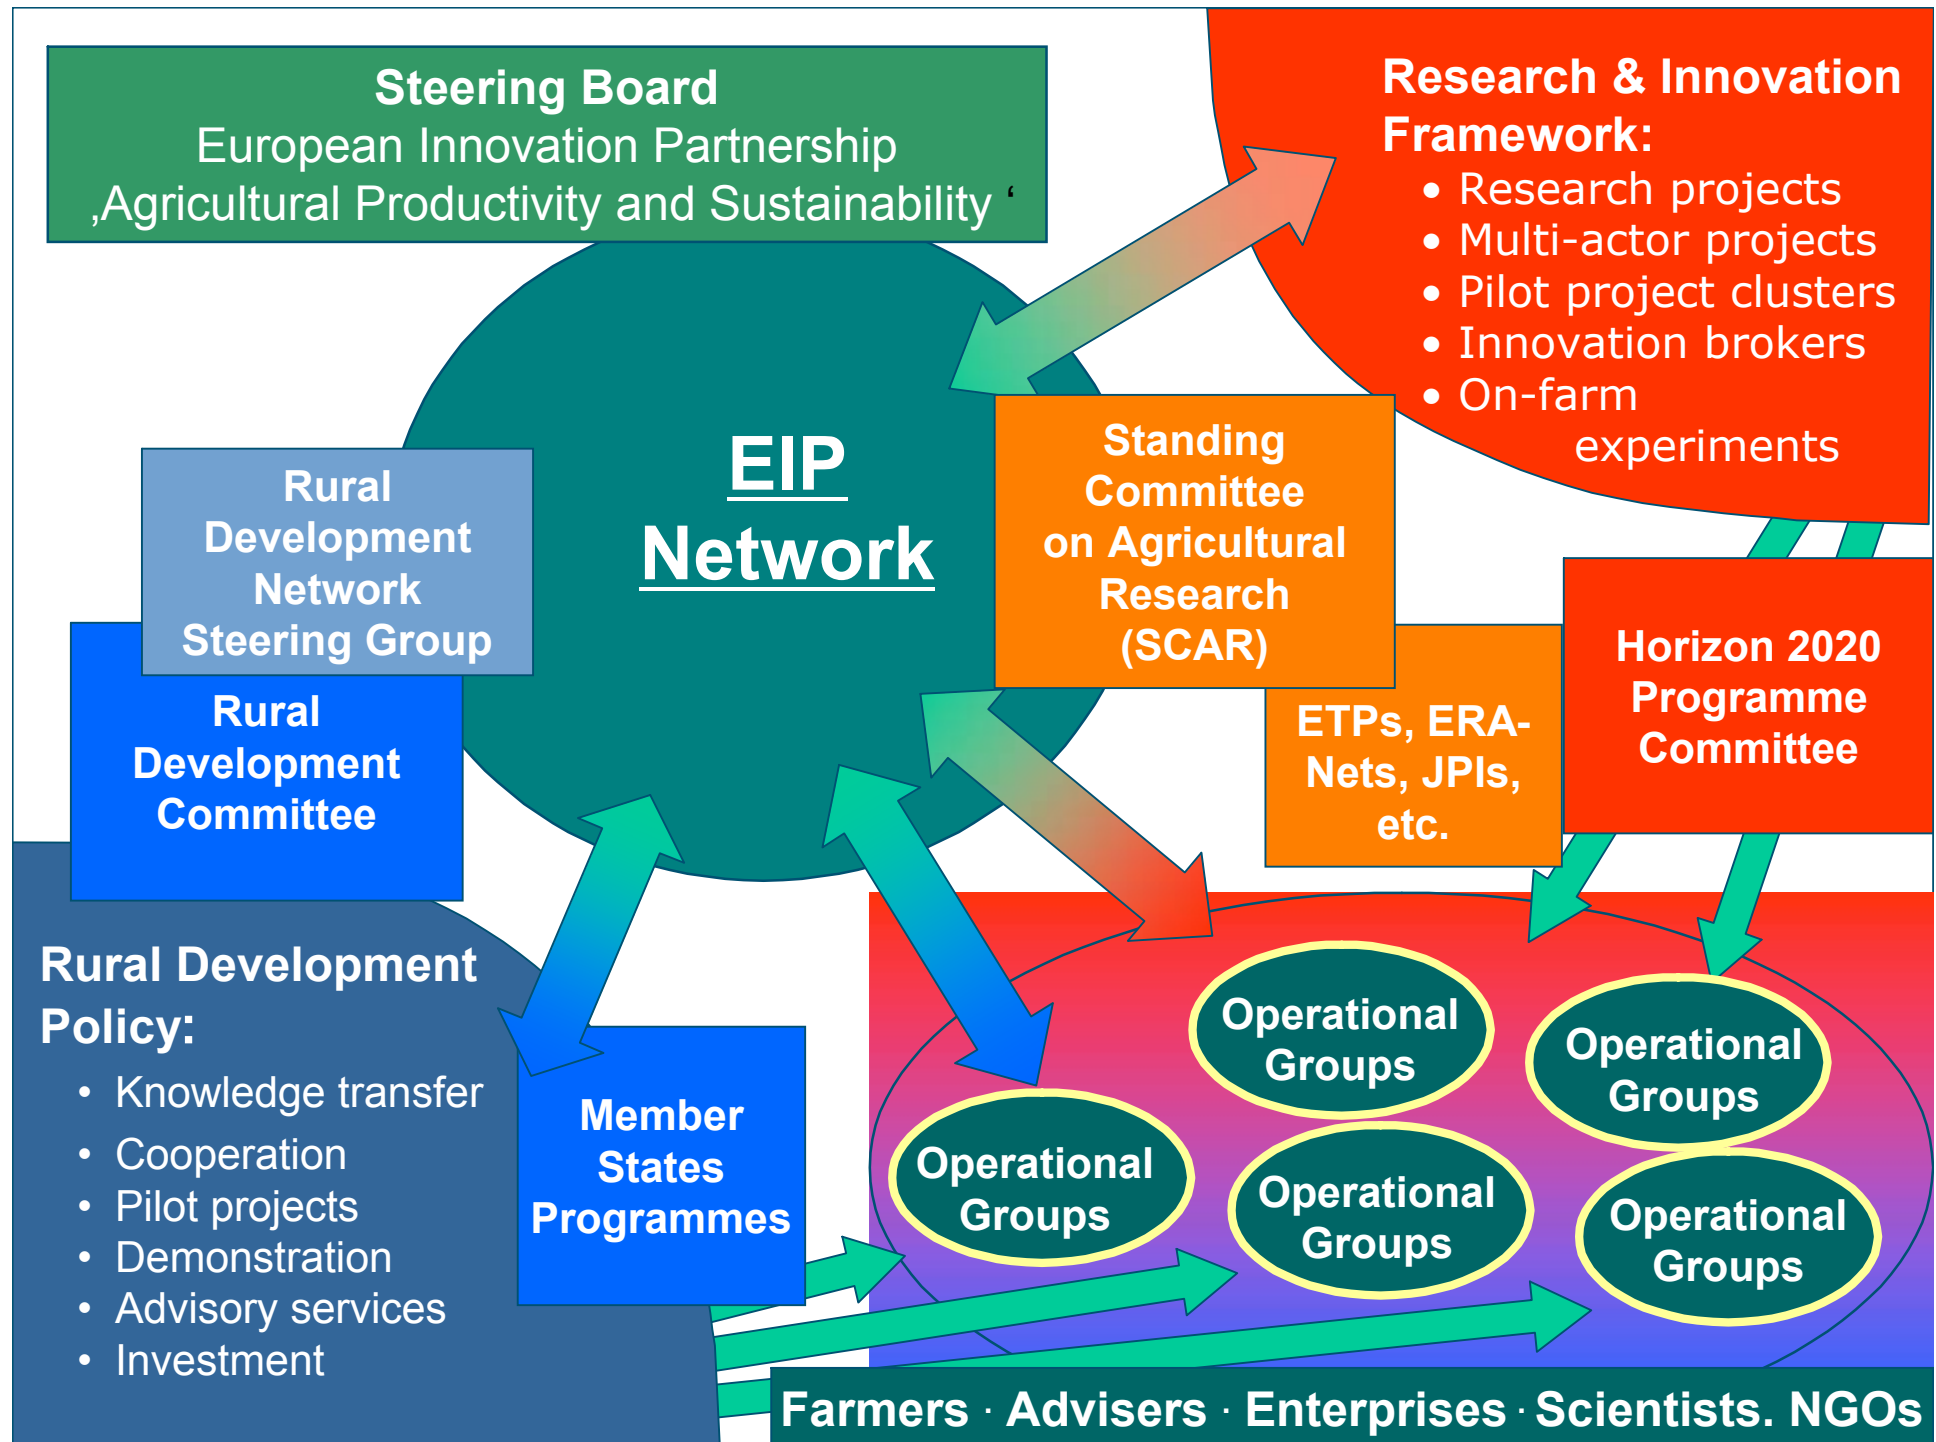 Steering Board
European Innovation Partnership
‚Agricultural Productivity and Sustainability ‘
Research & Innovation
Framework:
• Research projects
• Multi-actor projects
• Pilot project clusters
• Innovation brokers
• On-farm
experiments
EIP
Network
Standing
Committee
on Agricultural
Research
(SCAR)
Rural
Development
Network
Steering Group
Rural
Development
Committee
ETPs, ERA-
Nets, JPIs,
etc.
Horizon 2020
Programme
Committee
Rural Development
Policy:
• Knowledge transfer
• Cooperation
• Pilot projects
• Demonstration
• Advisory services
• Investment
Member
States
Programmes
Operational
Groups
Operational
Groups
Operational
Groups
Operational
Groups
Operational
Groups
Farmers · Advisers · Enterprises · Scientists. NGOs